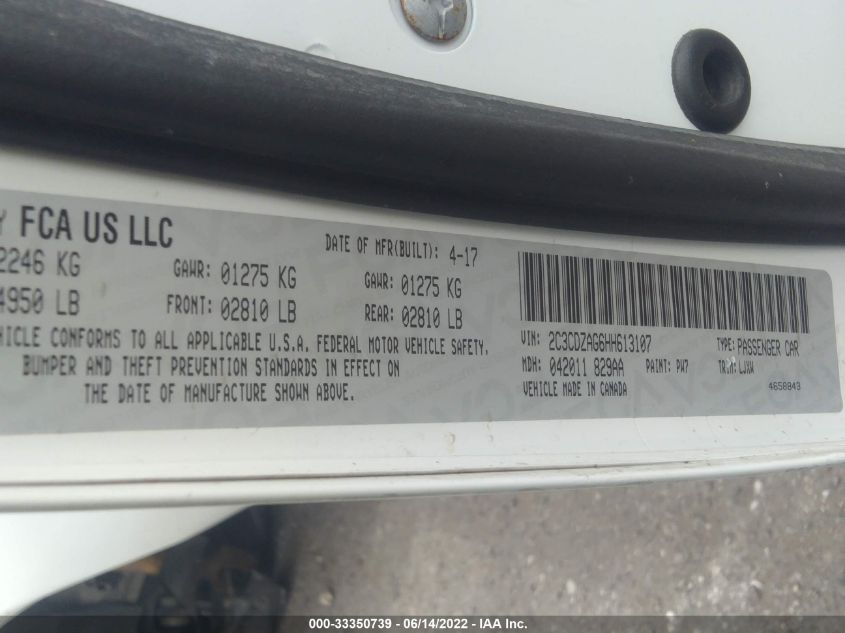 FCA US LLC
DATE OF MFR(BUILT): 4-17
2246 KG
GAWR: 01275 KG
GAWR: 01275 KG
4950 LB
FRONT: 02810 LB
REAR: 02810 LB
HICLE CONFORMS TO ALL APPLICABLE U.S.A. FEDERAL MOTOR VEHICLE SAFETY,
BUMPER AND THEFT PREVENTION STANDARDS IN EFFECT ON
THE DATE OF MANUFACTURE SHOWN ABOVE.
VIN: 2C3CDZAG6HH613107 TYPE: PASSENGER CAR
MDH: 042011 829AA PAINT: PW7 TRIM: LJXW
VEHICLE MADE IN CANADA 4658843
000-33350739 - 06/14/2022 - IAA Inc.